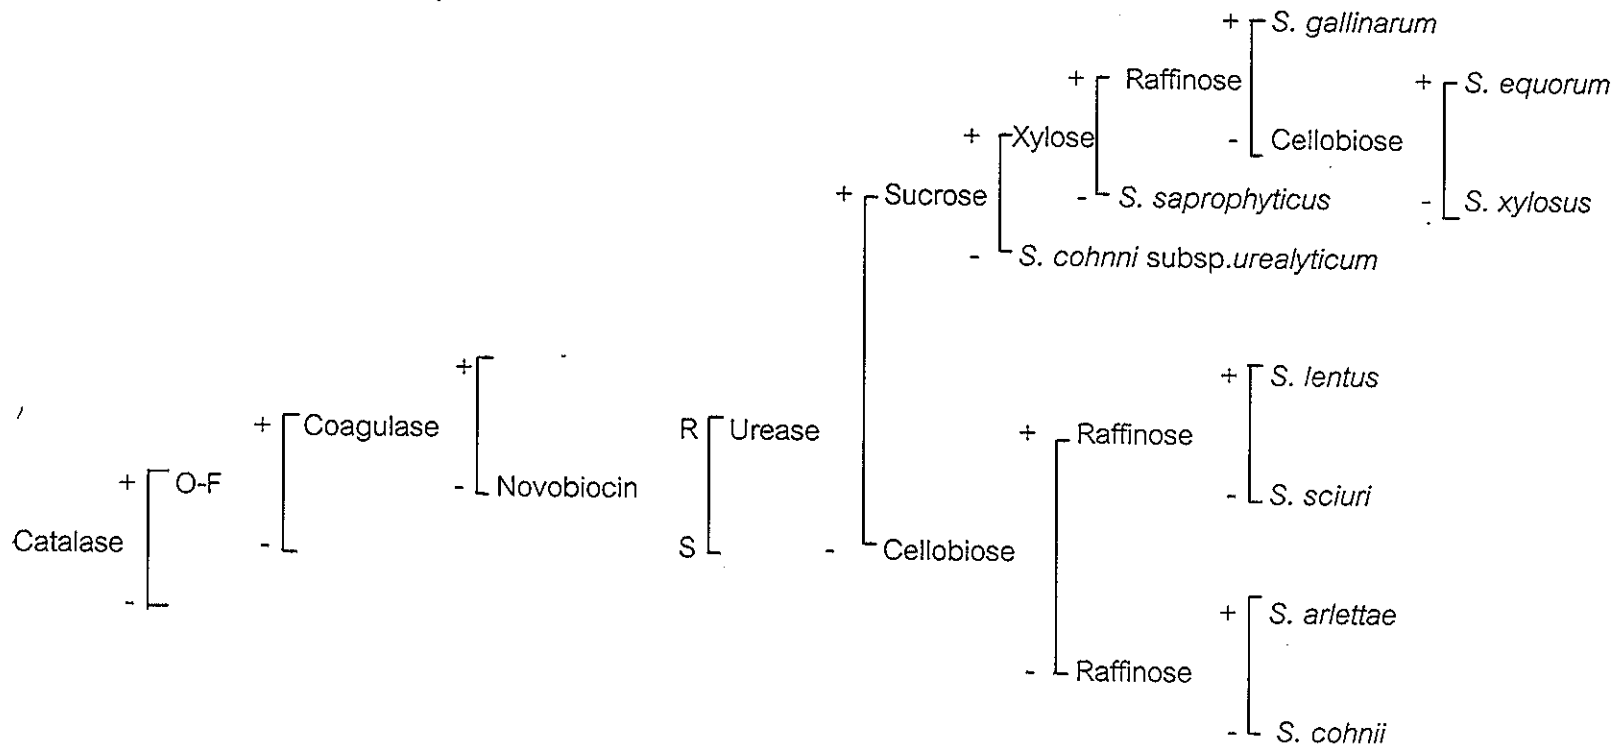 + S. gallinarum
+ Raffinose + S. equorum
+ Xylose - Cellobiose
+ Sucrose - S. saprophyticus - S. xylosus
- S. cohnni subsp.urealyticum
+ + S. lentus
+ Coagulase R Urease + Raffinose
+ O-F - Novobiocin - S. sciuri
Catalase - S - Cellobiose
- + S. arlettae
- Raffinose
- S. cohnii